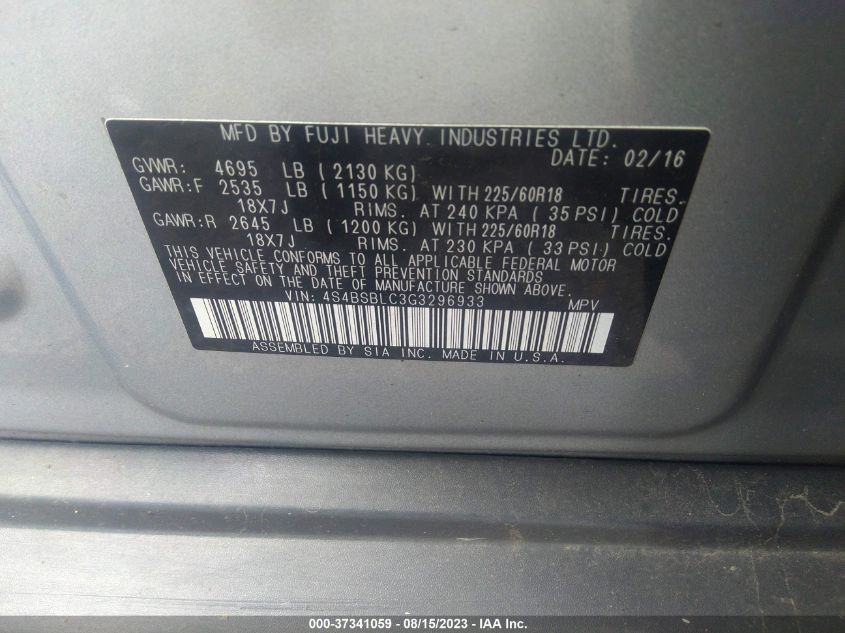 MFD BY FUJI HEAVY INDUSTRIES LTD.
DATE: 02/16
GVWR: 4695 LB ( 2130 KG)
GAWR:F 2535 LB ( 1150 KG) WITH 225/60R18 TIRES.
18X7J RIMS. AT 240 KPA ( 35 PSI) COLD
GAWR:R 2645 LB ( 1200 KG) WITH 225/60R18 TIRES.
18X7J RIMS. AT 230 KPA ( 33 PSI) COLD
THIS VEHICLE CONFORMS TO ALL APPLICABLE FEDERAL MOTOR
VEHICLE SAFETY AND THEFT PREVENTION STANDARDS
IN EFFECT ON THE DATE OF MANUFACTURE SHOWN ABOVE.
VIN: 4S4BSBLC3G3296933 MPV
ASSEMBLED BY SIA INC. MADE IN U.S.A.
000-37341059 - 08/15/2023 - IAA Inc.